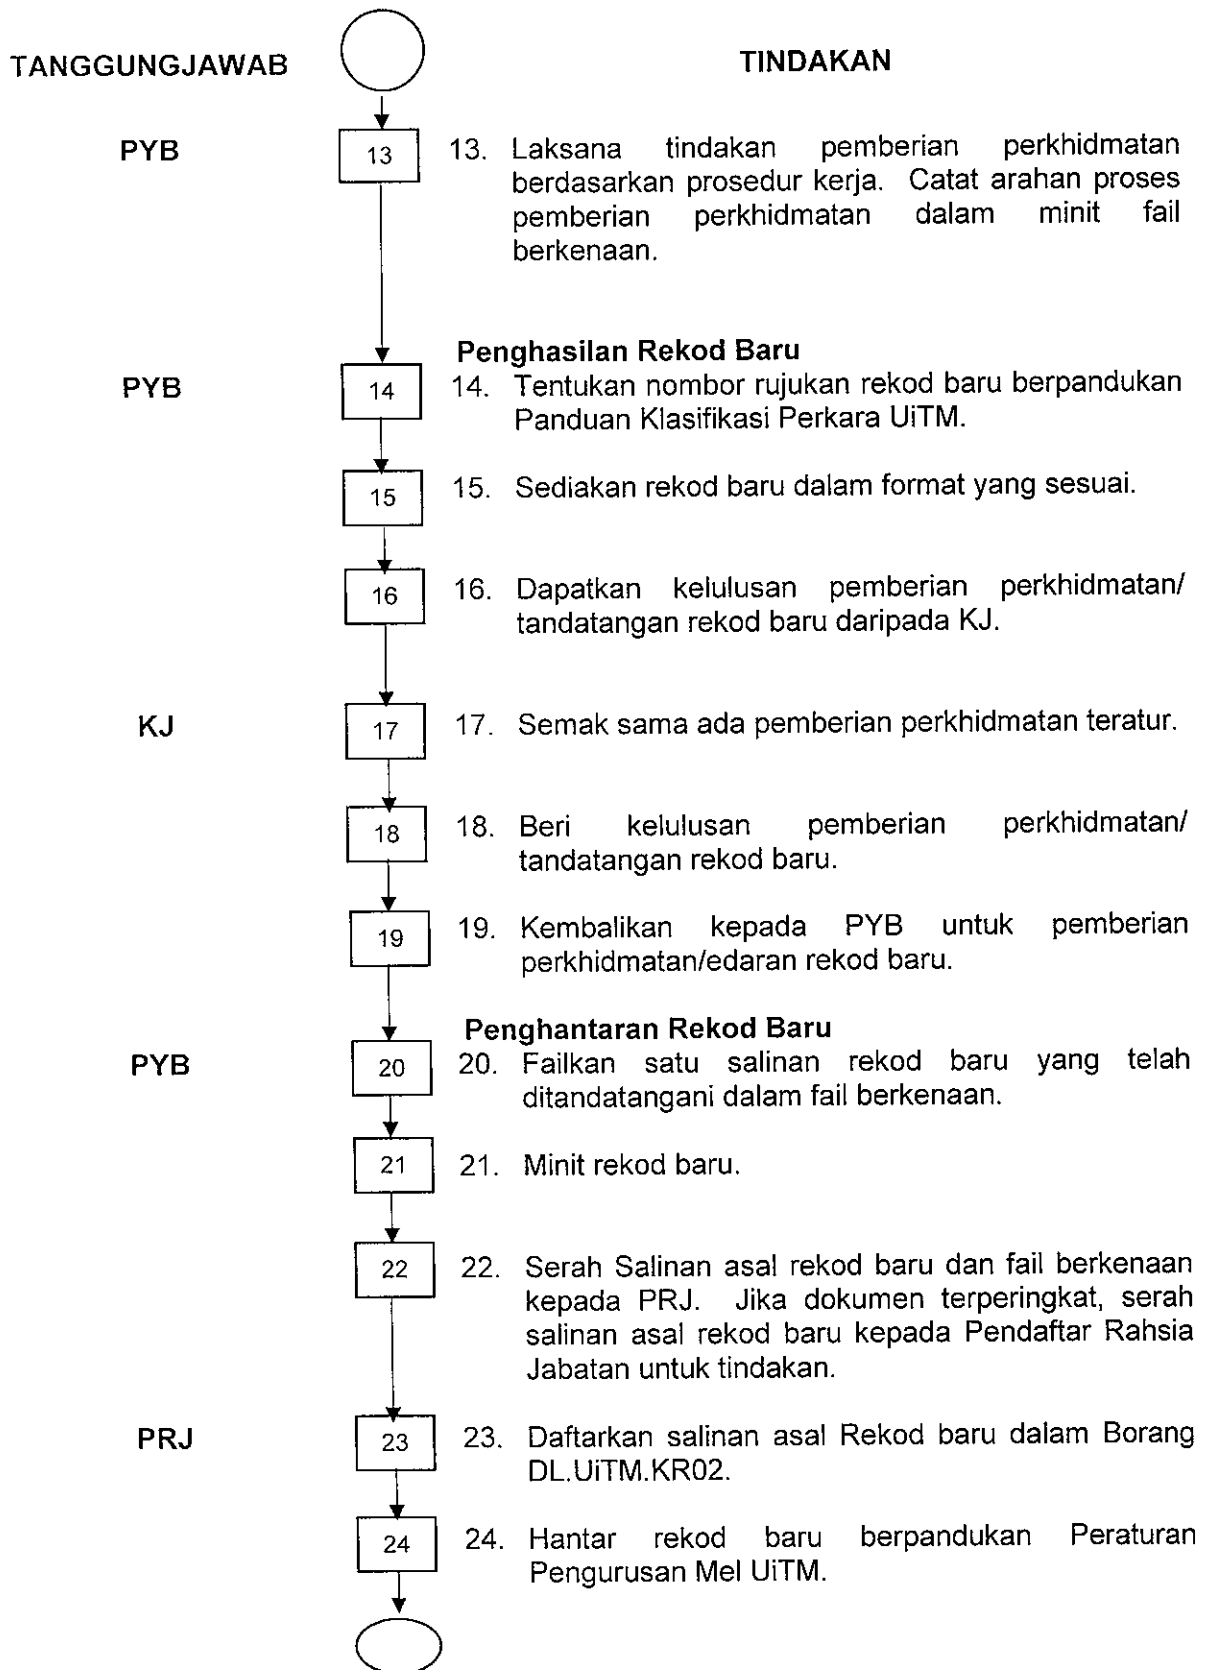 TANGGUNGJAWAB TINDAKAN
PYB 13 13. Laksana tindakan pemberian perkhidmatan
berdasarkan prosedur kerja. Catat arahan proses
pemberian perkhidmatan dalam minit fail
berkenaan.
Penghasilan Rekod Baru
PYB 14 14. Tentukan nombor rujukan rekod baru berpandukan
Panduan Klasifikasi Perkara UiTM.
15 15. Sediakan rekod baru dalam format yang sesuai.
16 16. Dapatkan kelulusan pemberian perkhidmatan/
tandatangan rekod baru daripada KJ.
KJ 17 17. Semak sama ada pemberian perkhidmatan teratur.
18 18. Beri kelulusan pemberian perkhidmatan/
tandatangan rekod baru.
19 19. Kembalikan kepada PYB untuk pemberian
perkhidmatan/edaran rekod baru.
Penghantaran Rekod Baru
PYB 20 20. Failkan satu salinan rekod baru yang telah
ditandatangani dalam fail berkenaan.
21 21. Minit rekod baru.
22 22. Serah Salinan asal rekod baru dan fail berkenaan
kepada PRJ. Jika dokumen terperingkat, serah
salinan asal rekod baru kepada Pendaftar Rahsia
Jabatan untuk tindakan.
PRJ 23 23. Daftarkan salinan asal Rekod baru dalam Borang
DL.UiTM.KR02.
24 24. Hantar rekod baru berpandukan Peraturan
Pengurusan Mel UiTM.